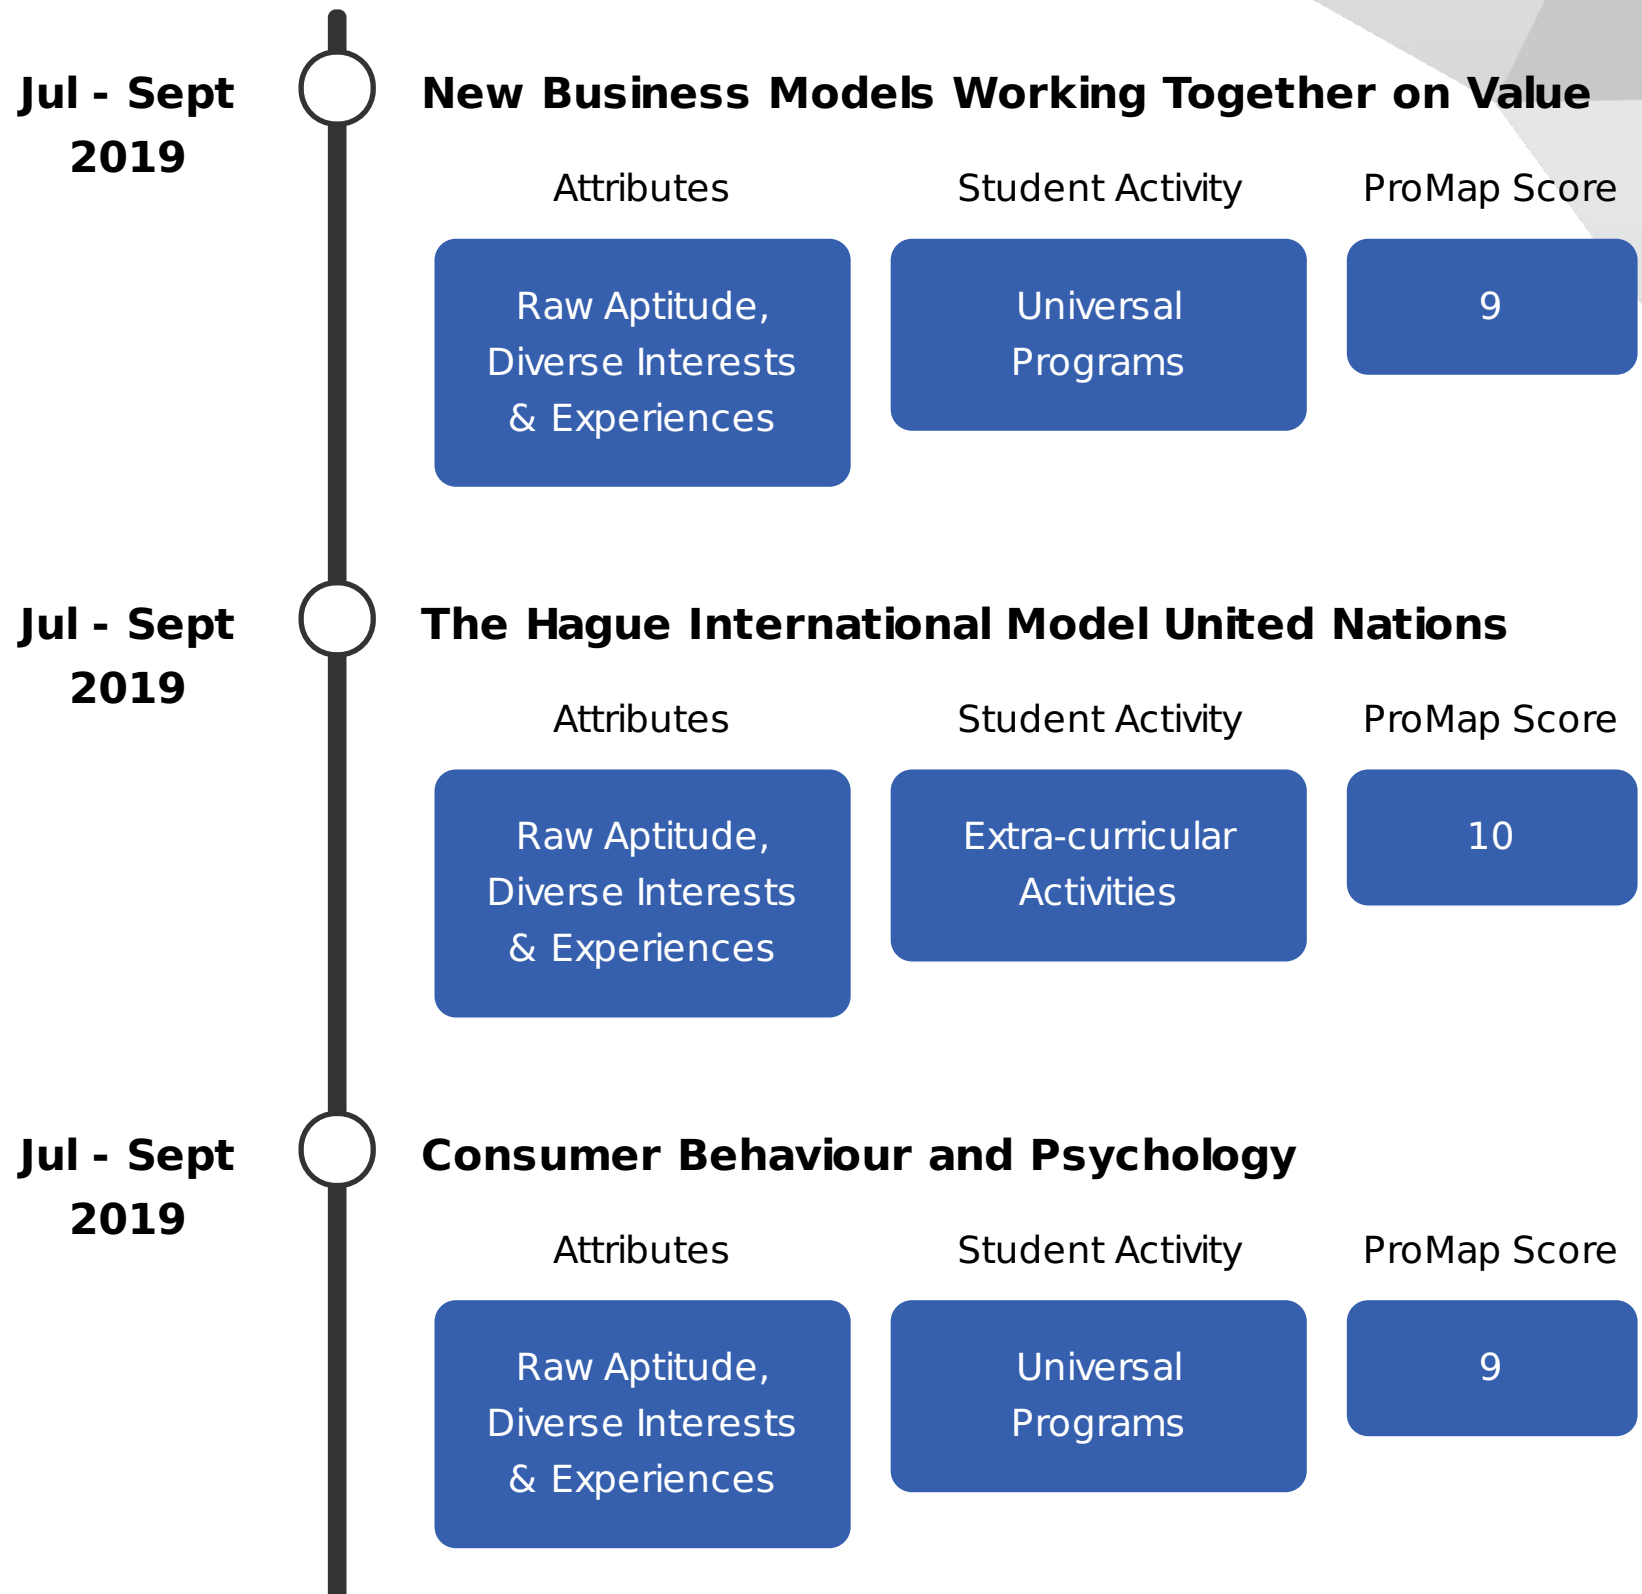 Jul - Sept
2019
New Business Models Working Together on Value
Attributes
Student Activity
ProMap Score
Raw Aptitude,
Diverse Interests
& Experiences
Universal
Programs
9
Jul - Sept
2019
The Hague International Model United Nations
Attributes
Student Activity
ProMap Score
Raw Aptitude,
Diverse Interests
& Experiences
Extra-curricular
Activities
10
Jul - Sept
2019
Consumer Behaviour and Psychology
Attributes
Student Activity
ProMap Score
Raw Aptitude,
Diverse Interests
& Experiences
Universal
Programs
9